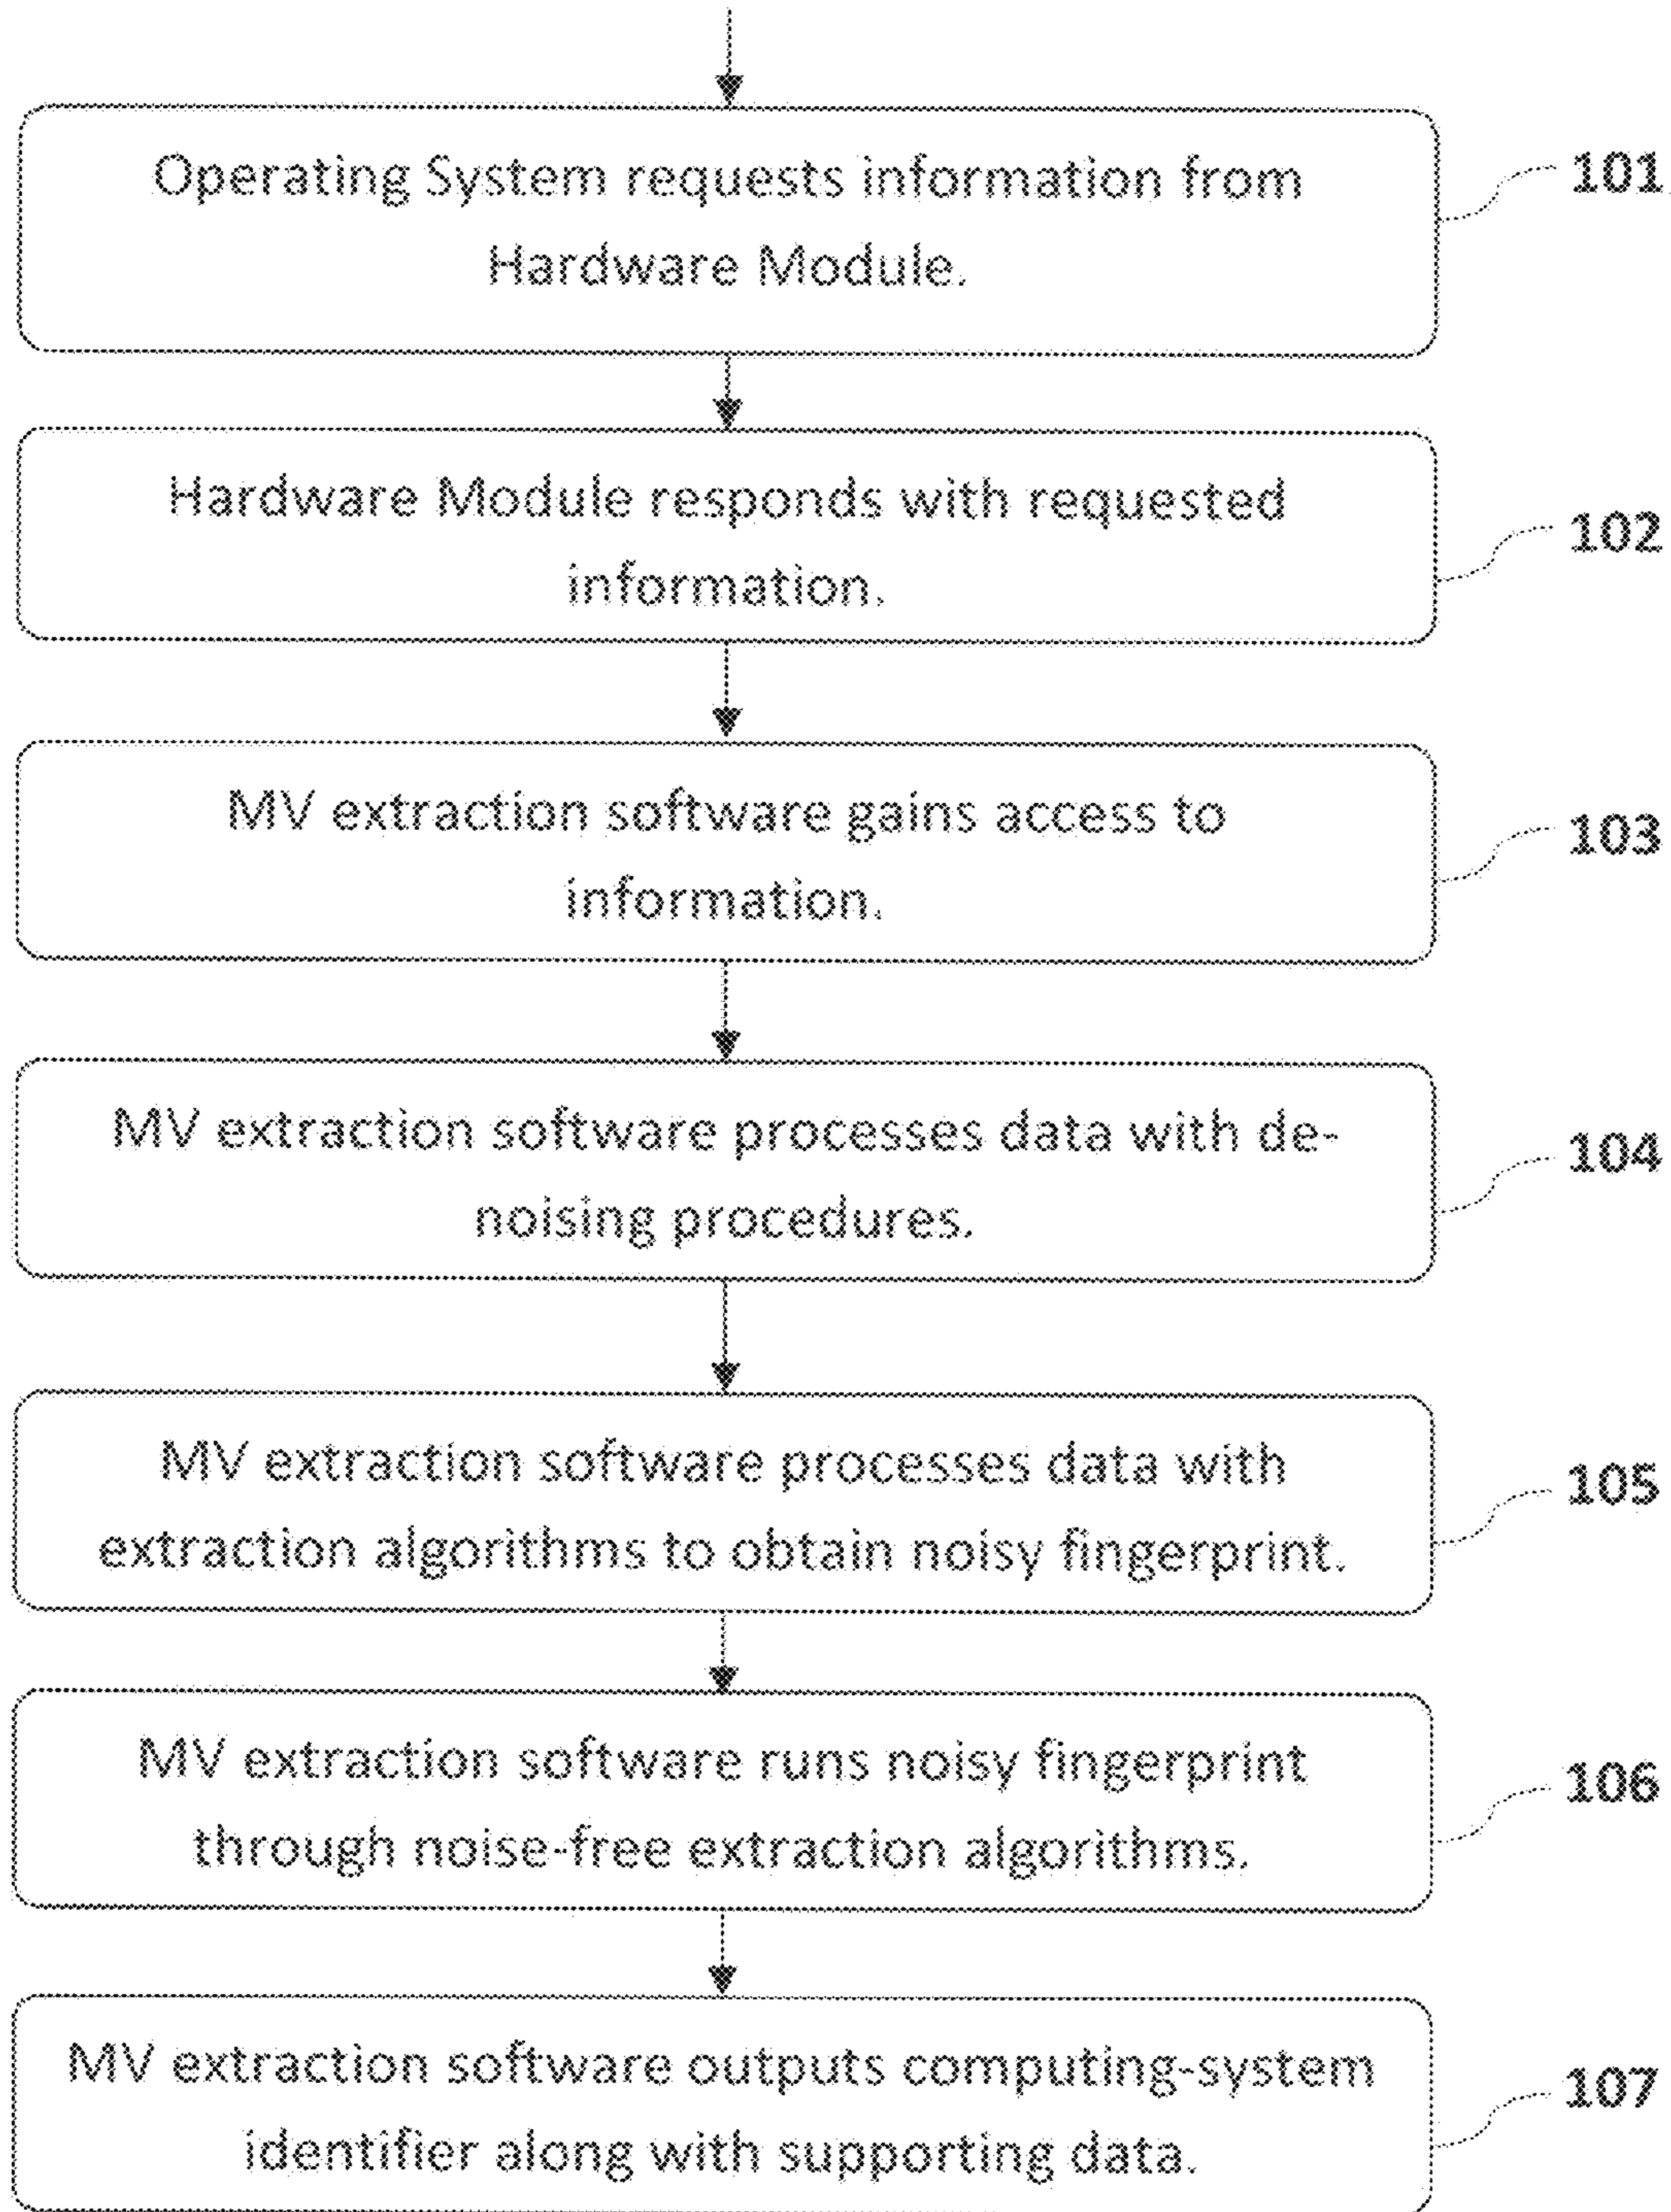 Operating System requests information from
Hardware Module.
101
Hardware Module responds with requested
information.
102
MV extraction software gains access to
information.
103
MV extraction software processes data with de-
noising procedures.
104
MV extraction software processes data with
extraction algorithms to obtain noisy fingerprint.
105
MV extraction software runs noisy fingerprint
through noise-free extraction algorithms.
106
MV extraction software outputs computing-system
identifier along with supporting data.
107